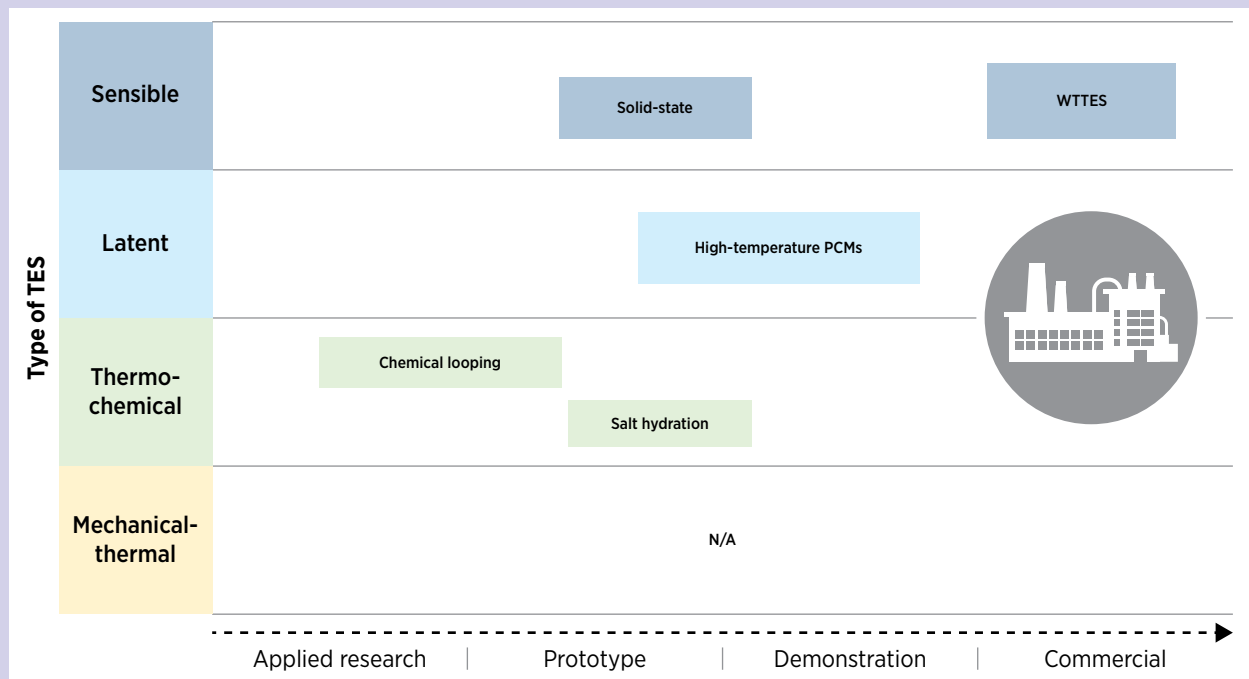 Type of TES
Sensible
Solid-state
WTTES
Latent
High-temperature PCMs
Thermo-
chemical
Chemical looping
Salt hydration
Mechanical-
thermal
N/A
Applied research
Prototype
Demonstration
Commercial